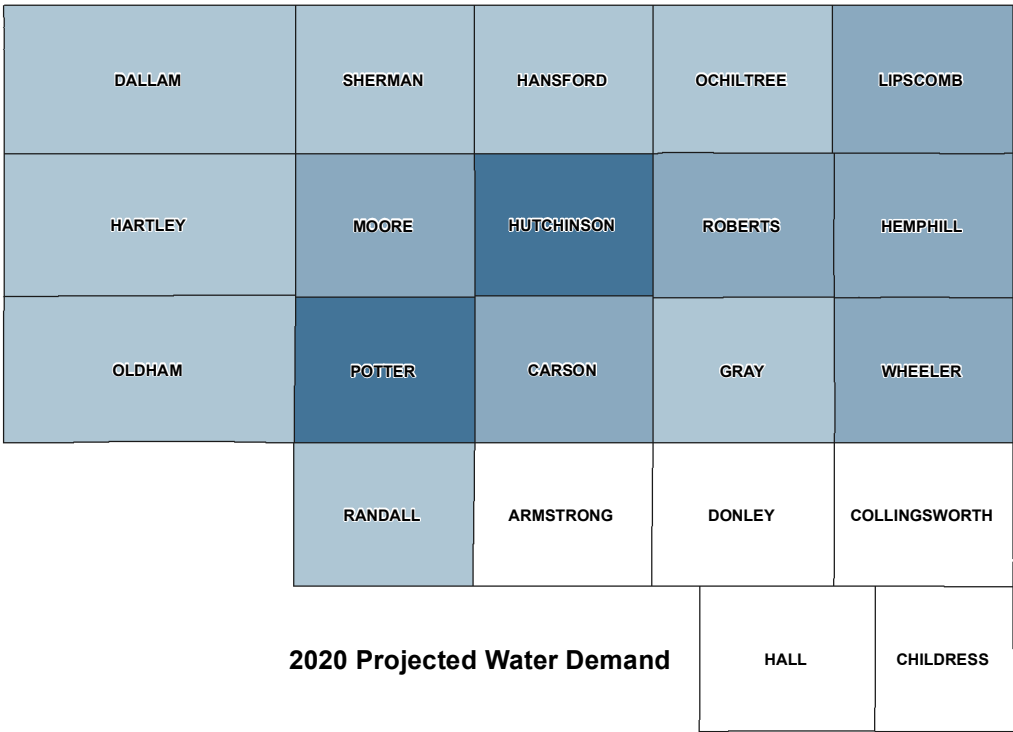 DALLAM
SHERMAN
HANSFORD
OCHILTREE
LIPSCOMB
HARTLEY
MOORE
HUTCHINSON
ROBERTS
HEMPHILL
OLDHAM
POTTER
CARSON
GRAY
WHEELER
RANDALL
ARMSTRONG
DONLEY
COLLINGSWORTH
2020 Projected Water Demand
HALL
CHILDRESS